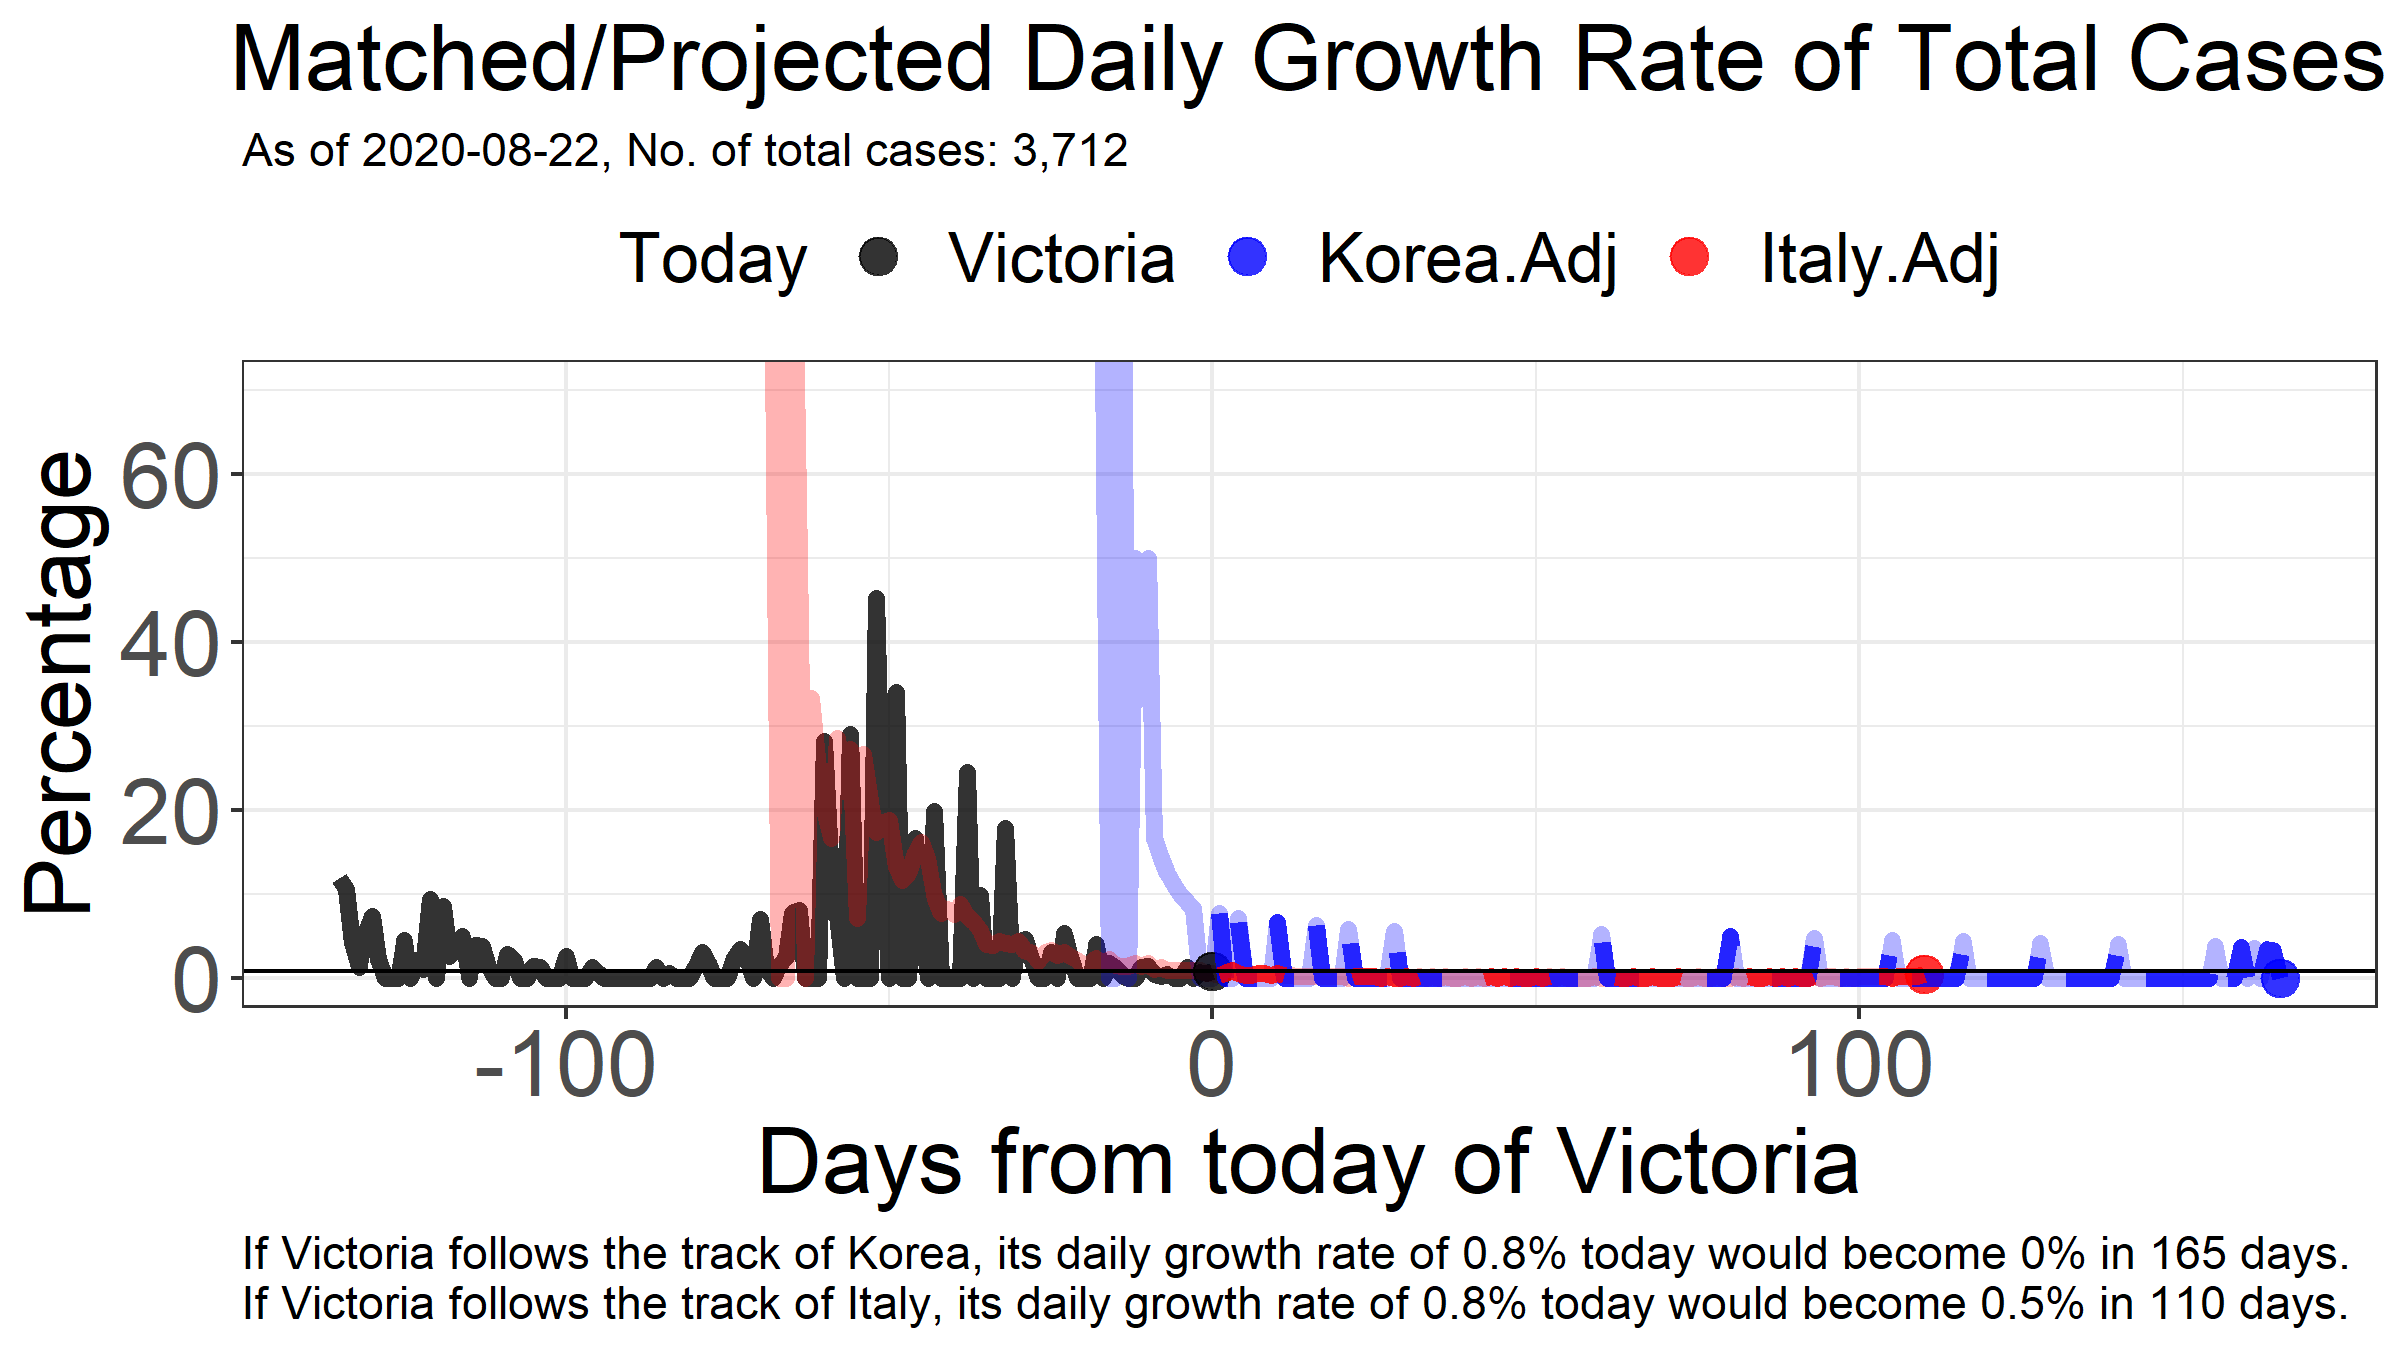 Matched/Projected Daily Growth Rate of Total Cases
As of 2020-08-22, No. of total cases: 3,712
Today Victoria Korea.Adj Italy.Adj
Percentage
60
40
20
0
-100 0 100
Days from today of Victoria
If Victoria follows the track of Korea, its daily growth rate of 0.8% today would become 0% in 165 days.
If Victoria follows the track of Italy, its daily growth rate of 0.8% today would become 0.5% in 110 days.